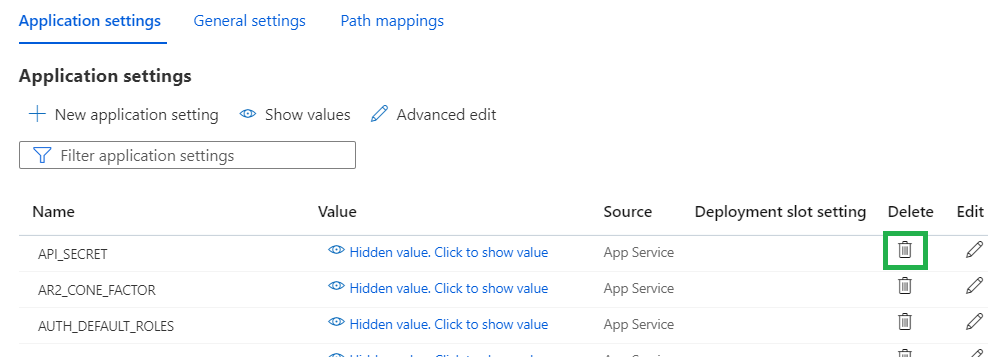 Application settings General settings Path mappings
Application settings
New application setting Show values Advanced edit
Filter application settings
Name Value Source Deployment slot setting Delete Edit
API_SECRET Hidden value. Click to show value App Service
AR2_CONE_FACTOR Hidden value. Click to show value App Service
AUTH_DEFAULT_ROLES Hidden value. Click to show value App Service